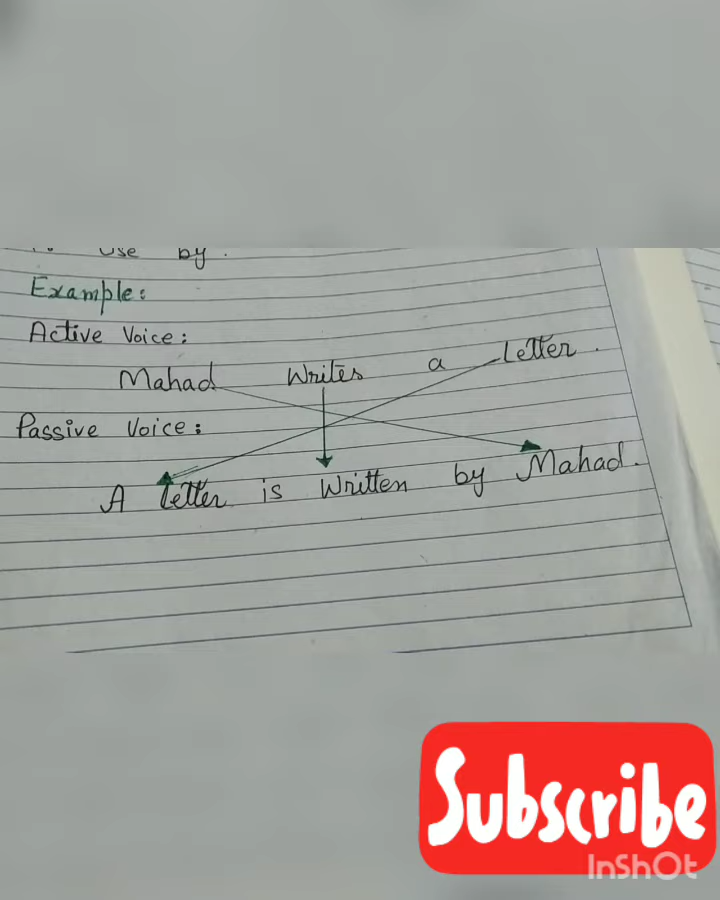 Use by.
Example:
Active Voice:
Mahad Writes a Letter.
Passive Voice:
A Letter is Written by Mahad.
Subscribe
InShOt